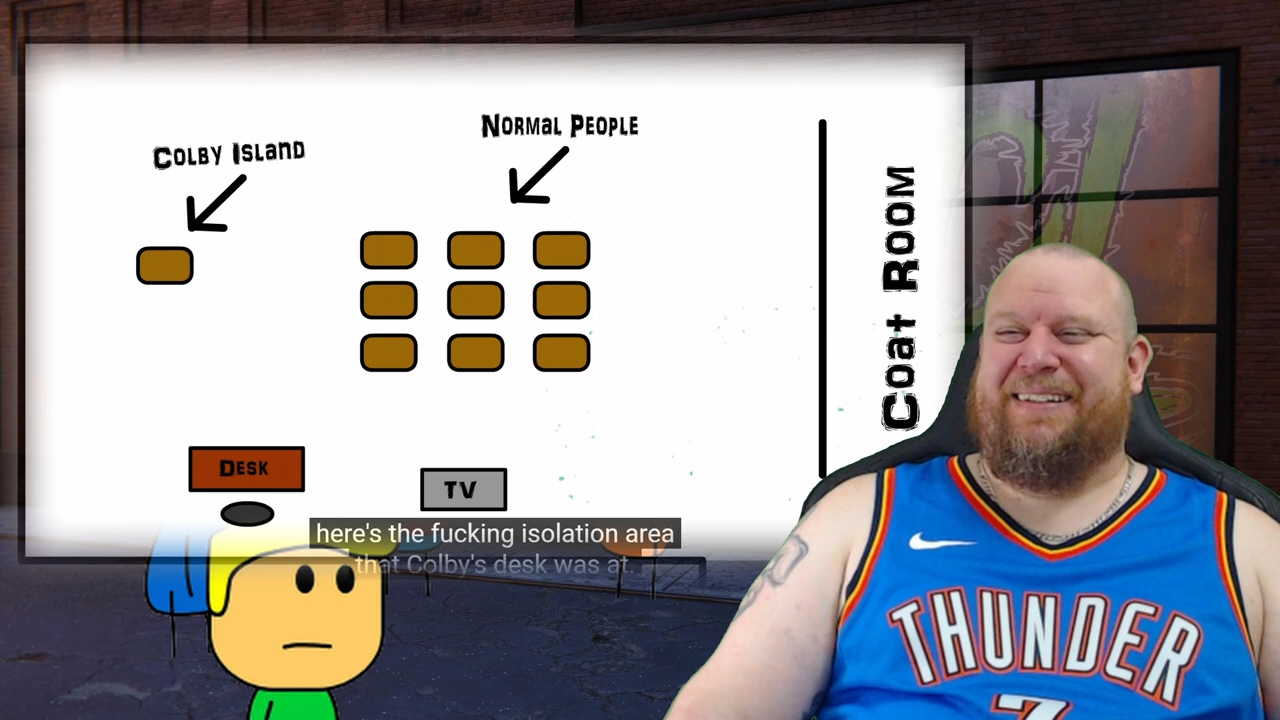 Colby Island
Normal People
Coat Room
Desk
TV
here's the fucking isolation area
that Colby's desk was at.
THUNDER